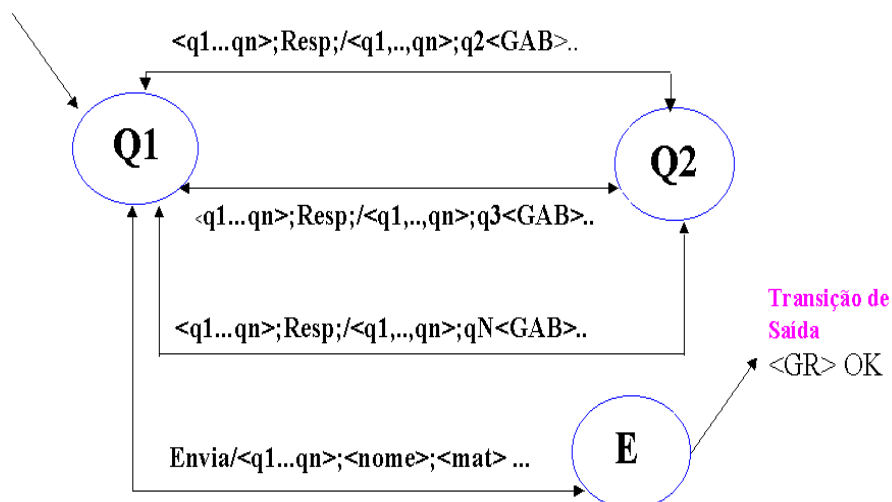 <q1...qn>;Resp;/<q1,..,qn>;q2<GAB>..
Q1
Q2
<q1...qn>;Resp;/<q1,..,qn>;q3<GAB>..
<q1...qn>;Resp;/<q1,..,qn>;qN<GAB>..
Transição de
Saída
<GR> OK
E
Envia/<q1...qn>;<nome>;<mat> ...